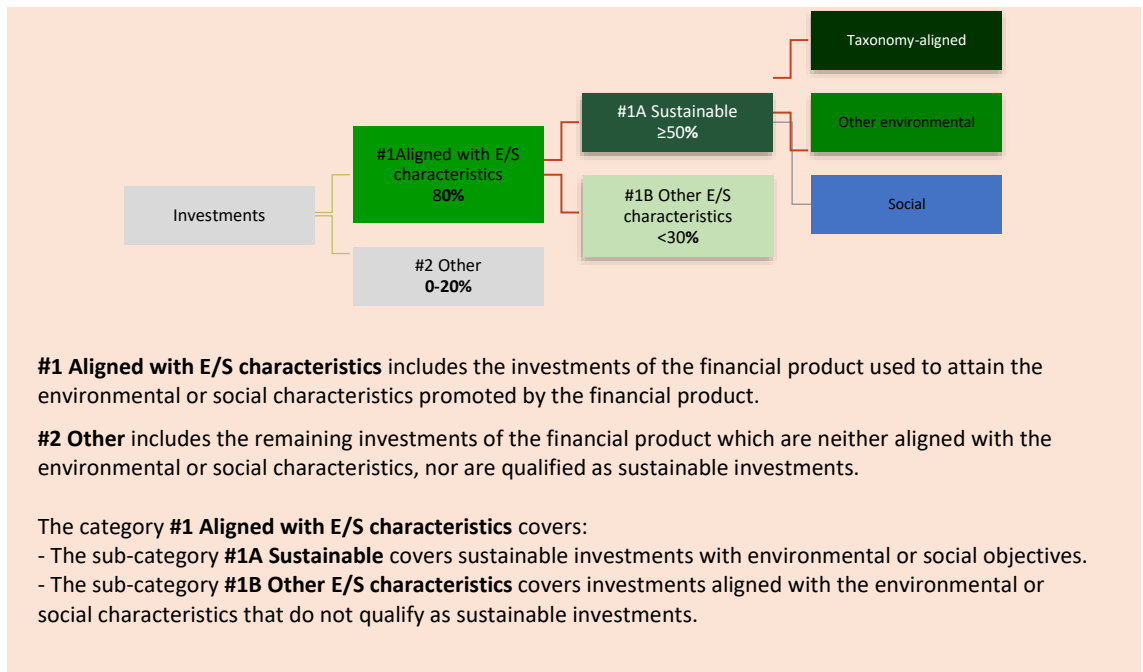 Taxonomy-aligned
#1A Sustainable
≥50%
Other environmental
#1Aligned with E/S
characteristics
80%
#1B Other E/S
characteristics
<30%
Social
Investments
#2 Other
0-20%
#1 Aligned with E/S characteristics includes the investments of the financial product used to attain the
environmental or social characteristics promoted by the financial product.
#2 Other includes the remaining investments of the financial product which are neither aligned with the
environmental or social characteristics, nor are qualified as sustainable investments.
The category #1 Aligned with E/S characteristics covers:
- The sub-category #1A Sustainable covers sustainable investments with environmental or social objectives.
- The sub-category #1B Other E/S characteristics covers investments aligned with the environmental or
social characteristics that do not qualify as sustainable investments.